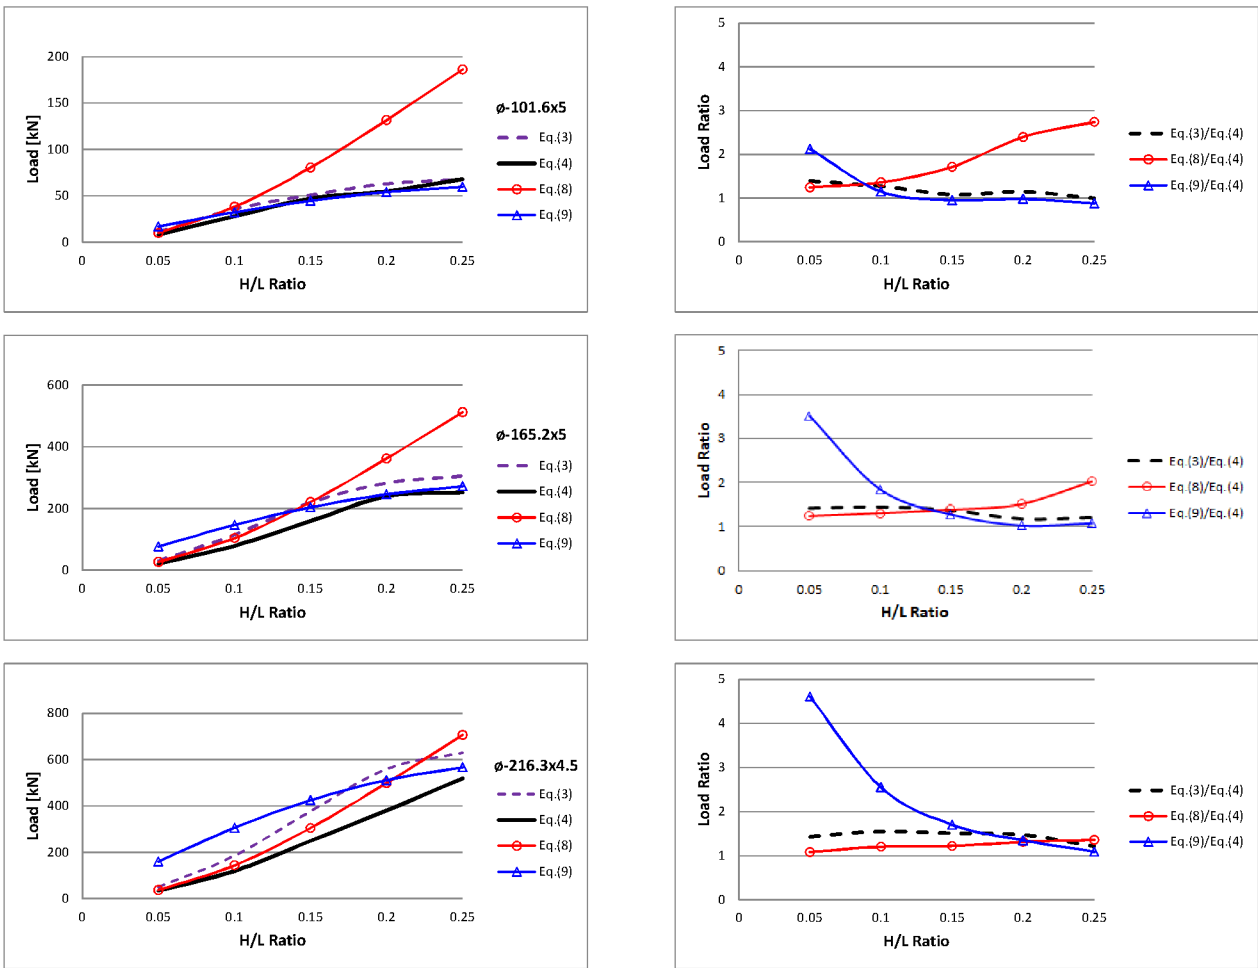 200
150
100
50
0
0 0.05 0.1 0.15 0.2 0.25
Load [kN]
H/L Ratio
ø-101.6x5
Eq.(3)
Eq.(4)
Eq.(8)
Eq.(9)
5
4
3
2
1
0
0 0.05 0.1 0.15 0.2 0.25
Load Ratio
H/L Ratio
Eq.(3)/Eq.(4)
Eq.(8)/Eq.(4)
Eq.(9)/Eq.(4)
600
400
200
0
0 0.05 0.1 0.15 0.2 0.25
Load [kN]
H/L Ratio
ø-165.2x5
Eq.(3)
Eq.(4)
Eq.(8)
Eq.(9)
5
4
3
2
1
0
0 0.05 0.1 0.15 0.2 0.25
Load Ratio
H/L Ratio
Eq.(3)/Eq.(4)
Eq.(8)/Eq.(4)
Eq.(9)/Eq.(4)
800
600
400
200
0
0 0.05 0.1 0.15 0.2 0.25
Load [kN]
H/L Ratio
ø-216.3x4.5
Eq.(3)
Eq.(4)
Eq.(8)
Eq.(9)
5
4
3
2
1
0
0 0.05 0.1 0.15 0.2 0.25
Load Ratio
H/L Ratio
Eq.(3)/Eq.(4)
Eq.(8)/Eq.(4)
Eq.(9)/Eq.(4)